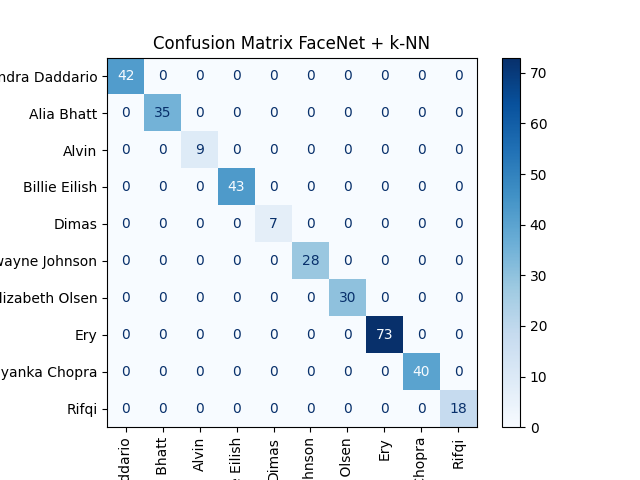 Confusion Matrix FaceNet + k-NN
ndra Daddario 42 0 0 0 0 0 0 0 0 0
Alia Bhatt 0 35 0 0 0 0 0 0 0 0
Alvin 0 0 9 0 0 0 0 0 0 0
Billie Eilish 0 0 0 43 0 0 0 0 0 0
Dimas 0 0 0 0 7 0 0 0 0 0
wayne Johnson 0 0 0 0 0 28 0 0 0 0
lizabeth Olsen 0 0 0 0 0 0 30 0 0 0
Ery 0 0 0 0 0 0 0 73 0 0
yanka Chopra 0 0 0 0 0 0 0 0 40 0
Rifqi 0 0 0 0 0 0 0 0 0 18
ddario
Bhatt
Alvin
Eilish
Dimas
hnson
Olsen
Ery
hopra
Rifqi
70
60
50
40
30
20
10
0